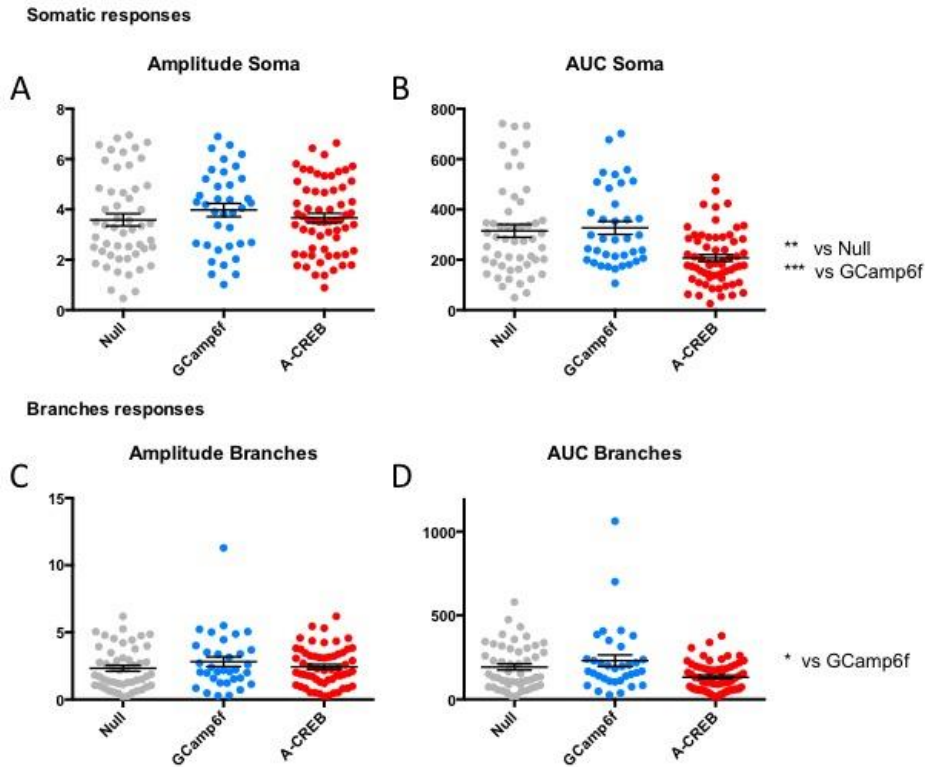 Somatic responses
Amplitude Soma
AUC Soma
A
B
8
6
4
2
0
800
600
400
200
0
Null
GCamp6f
A-CREB
Null
GCamp6f
A-CREB
** vs Null
*** vs GCamp6f
Branches responses
Amplitude Branches
AUC Branches
C
D
15
10
5
0
1000
500
0
Null
GCamp6f
A-CREB
Null
GCamp6f
A-CREB
* vs GCamp6f